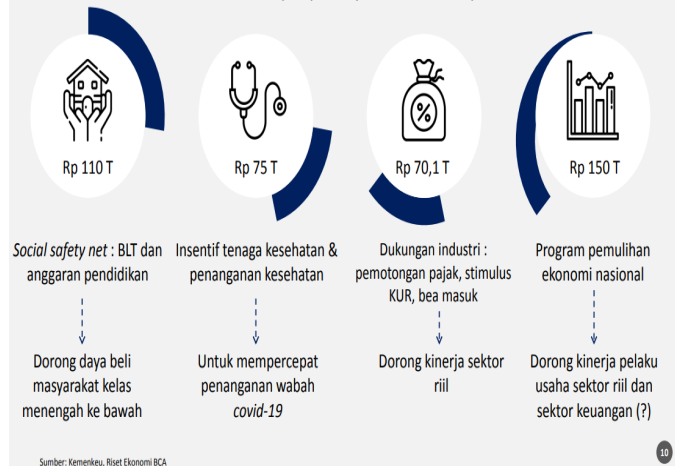 Rp 110 T
Rp 75 T
Rp 70,1 T
%
Rp 150 T
Social safety net : BLT dan
anggaran pendidikan
Insentif tenaga kesehatan &
penanganan kesehatan
Dukungan industri :
pemotongan pajak, stimulus
KUR, bea masuk
Program pemulihan
ekonomi nasional
Dorong daya beli
masyarakat kelas
menengah ke bawah
Untuk mempercepat
penanganan wabah
covid-19
Dorong kinerja sektor
riil
Dorong kinerja pelaku
usaha sektor riil dan
sektor keuangan (?)
Sumber: Kemenkeu, Riset Ekonomi BCA
10